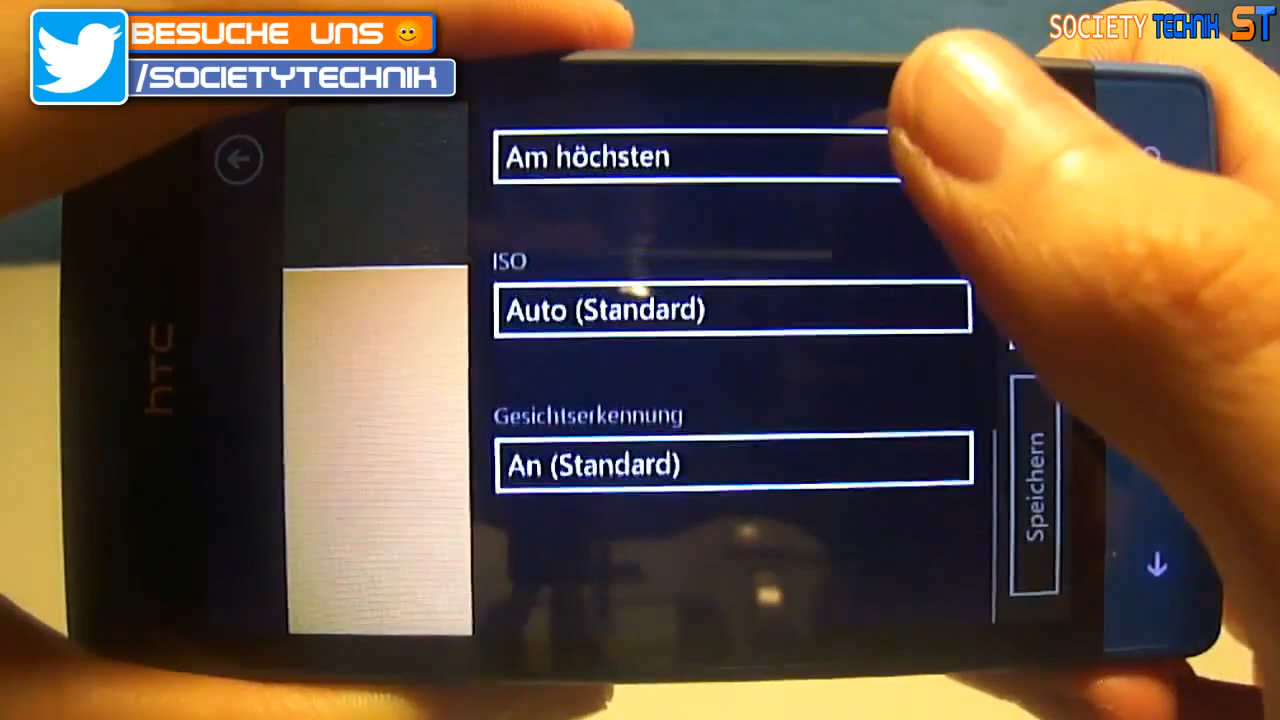 BESUCHE UNS
/SOCIETYTECHNIK
SOCIETY TECHNIK ST
Am höchsten
ISO
Auto (Standard)
Gesichtserkennung
An (Standard)
Speichern
hTC